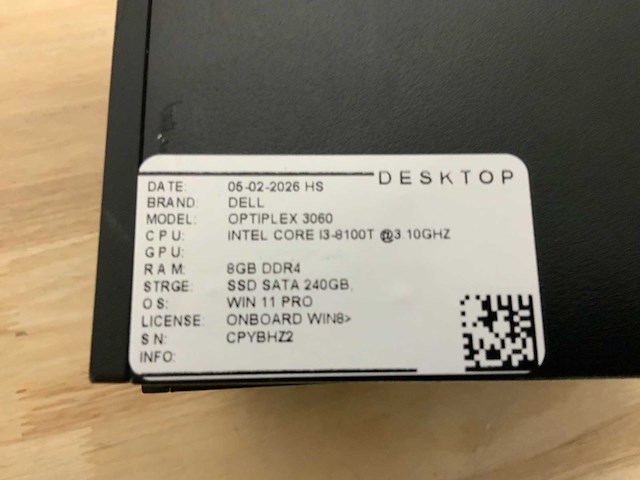 DESKTOP
DATE: 05-02-2026 HS
BRAND: DELL
MODEL: OPTIPLEX 3060
CPU: INTEL CORE I3-8100T @3.10GHZ
GPU:
RAM: 8GB DDR4
STRGE: SSD SATA 240GB,
OS: WIN 11 PRO
LICENSE: ONBOARD WIN8>
SN: CPYBHZ2
INFO: